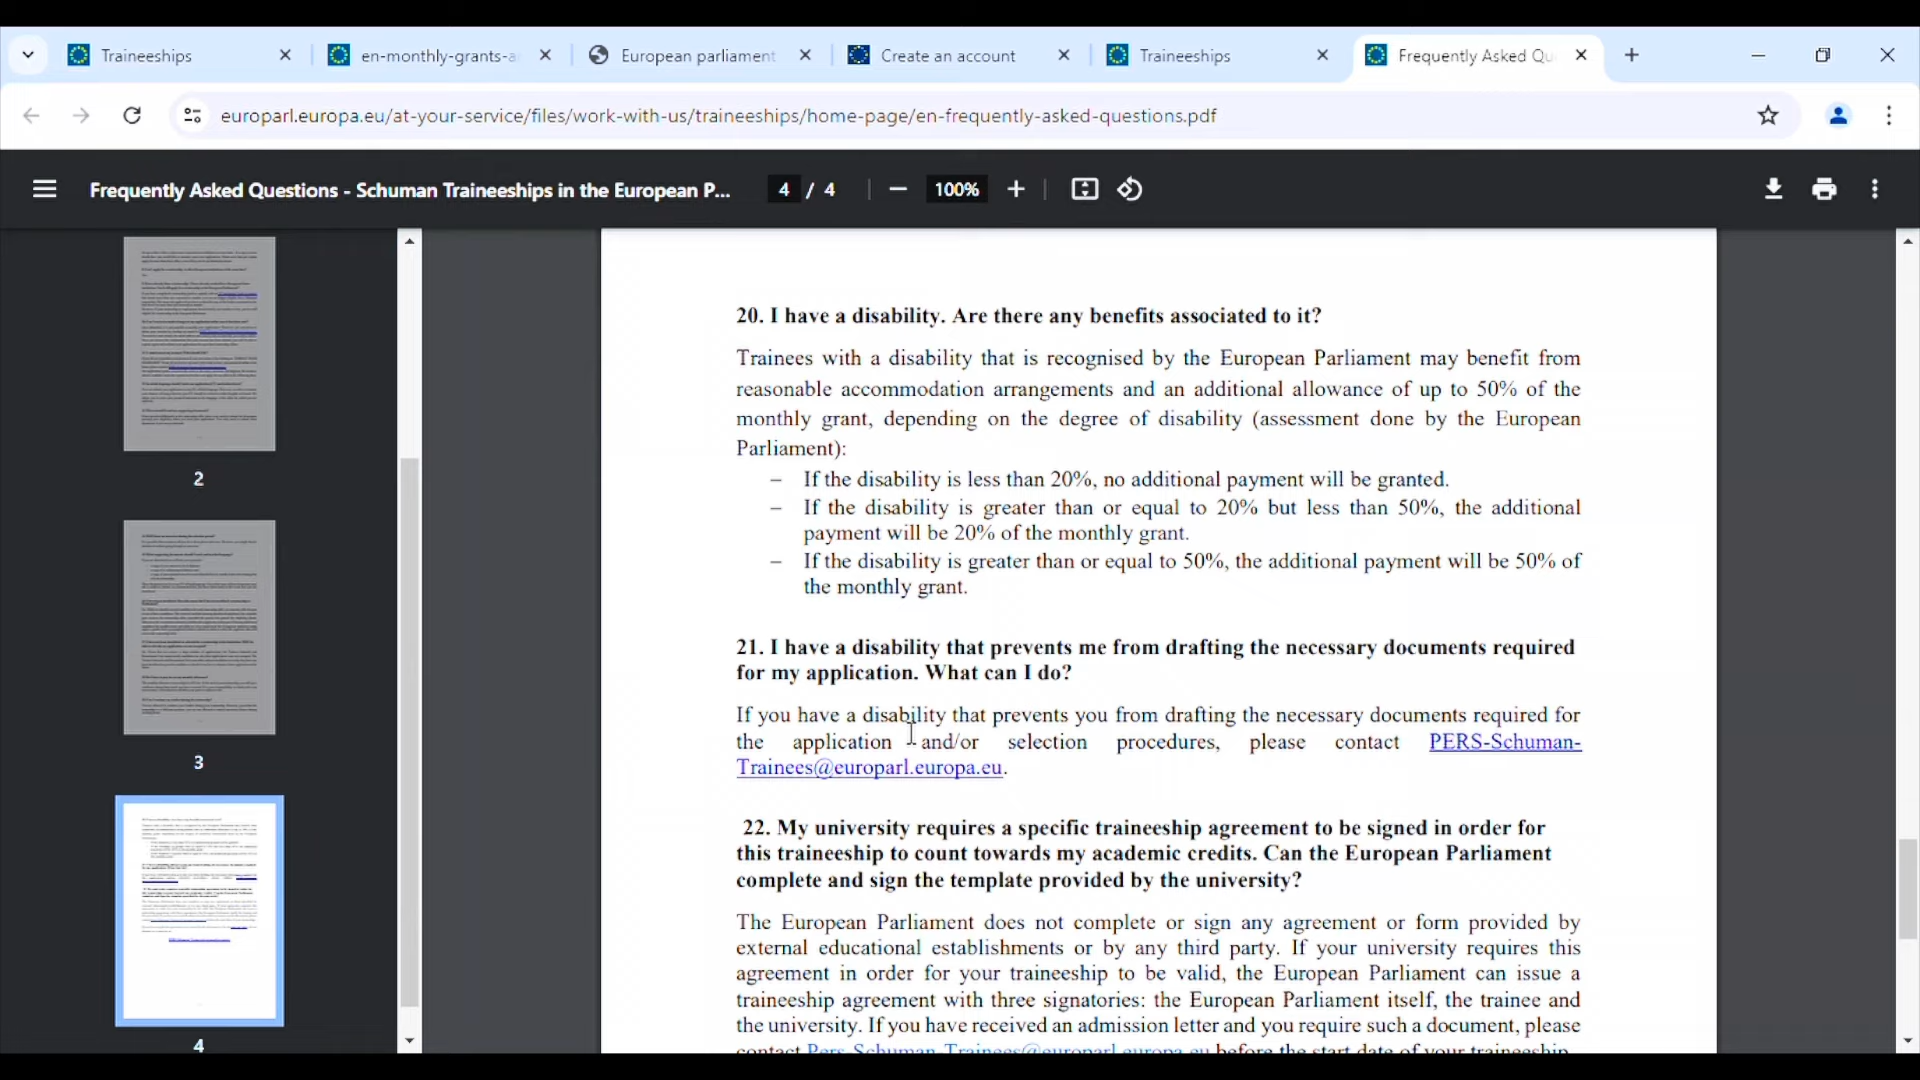 Traineeships
en-monthly-grants-a
European parliament
Create an account
Traineeships
Frequently Asked Qu
europarl.europa.eu/at-your-service/files/work-with-us/traineeships/home-page/en-frequently-asked-questions.pdf
Frequently Asked Questions - Schuman Traineeships in the European P...
4 / 4
100%
2
3
4
20. I have a disability. Are there any benefits associated to it?
Trainees with a disability that is recognised by the European Parliament may benefit from
reasonable accommodation arrangements and an additional allowance of up to 50% of the
monthly grant, depending on the degree of disability (assessment done by the European
Parliament):
– If the disability is less than 20%, no additional payment will be granted.
– If the disability is greater than or equal to 20% but less than 50%, the additional
payment will be 20% of the monthly grant.
– If the disability is greater than or equal to 50%, the additional payment will be 50% of
the monthly grant.
21. I have a disability that prevents me from drafting the necessary documents required
for my application. What can I do?
If you have a disability that prevents you from drafting the necessary documents required for
the application and/or selection procedures, please contact PERS-Schuman-
Trainees@europarl.europa.eu.
22. My university requires a specific traineeship agreement to be signed in order for
this traineeship to count towards my academic credits. Can the European Parliament
complete and sign the template provided by the university?
The European Parliament does not complete or sign any agreement or form provided by
external educational establishments or by any third party. If your university requires this
agreement in order for your traineeship to be valid, the European Parliament can issue a
traineeship agreement with three signatories: the European Parliament itself, the trainee and
the university. If you have received an admission letter and you require such a document, please
contact Pers-Schuman-Trainees@europarl.europa.eu before the start date of your traineeship.